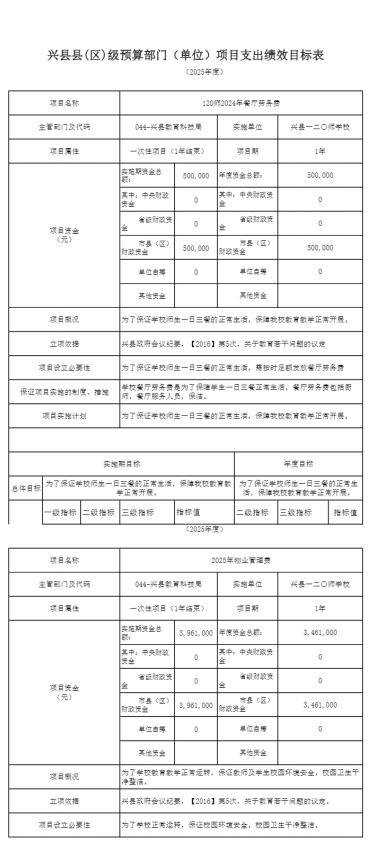 兴县县(区)级预算部门（单位）项目支出绩效目标表
（2025年度）
项目名称 120师2024年餐厅劳务费
主管部门及代码 044-兴县教育科技局 实施单位 兴县一二〇师学校
项目属性 一次性项目（1年结束） 项目期 1年
项目资金
（元）
实施期资金总
额： 500,000 年度资金总额： 500,000
其中：中央财政资
金 0 其中：中央财政资
金 0
省级财政资
金 0 省级财政资
金 0
市县（区）
财政资金 500,000 市县（区）
财政资金 500,000
单位自筹 0 单位自筹 0
其他资金 其他资金
项目概况 为了保证学校师生一日三餐的正常生活，保障我校教育教学正常开展。
立项依据 兴县政府会议纪要，【2016】第5次，关于教育若干问题的议定
项目设立必要性 为了保证学校师生一日三餐的正常生活，需按时足额发放餐厅劳务费
保证项目实施的制度、措施 学校餐厅劳务费是为了保障学生一日三餐正常生活，餐厅劳务费包括厨
师，餐厅服务人员，保洁。
项目实施计划 为了保证学校师生一日三餐的正常生活，保障我校教育教学正常开展。
实施期目标 年度目标
总体目标 为了保证学校师生一日三餐的正常生活，保障我校教育教
学正常开展。 为了保证学校师生一日三餐的正常生
活，保障我校教育教学正常开展。
一级指标 二级指标 三级指标 指标值 二级指标 三级指标 指标值
（2025年度）
项目名称 2025年物业管理费
主管部门及代码 044-兴县教育科技局 实施单位 兴县一二〇师学校
项目属性 一次性项目（1年结束） 项目期 1年
项目资金
（元）
实施期资金总
额： 3,961,000 年度资金总额： 3,461,000
其中：中央财政
资金 0 其中：中央财政资
金 0
省级财政资
金 0 省级财政资
金 0
市县（区）
财政资金 3,961,000 市县（区）
财政资金 3,461,000
单位自筹 0 单位自筹 0
其他资金 其他资金
项目概况 为了学校教育教学正常运转，保证教师及学生校园环境安全，校园卫生干
净整洁。
立项依据 兴县政府会议纪要，【2016】第5次，关于教育若干问题的议定。
项目设立必要性 为了学校正常运转，保证校园环境安全，校园卫生干净整洁。